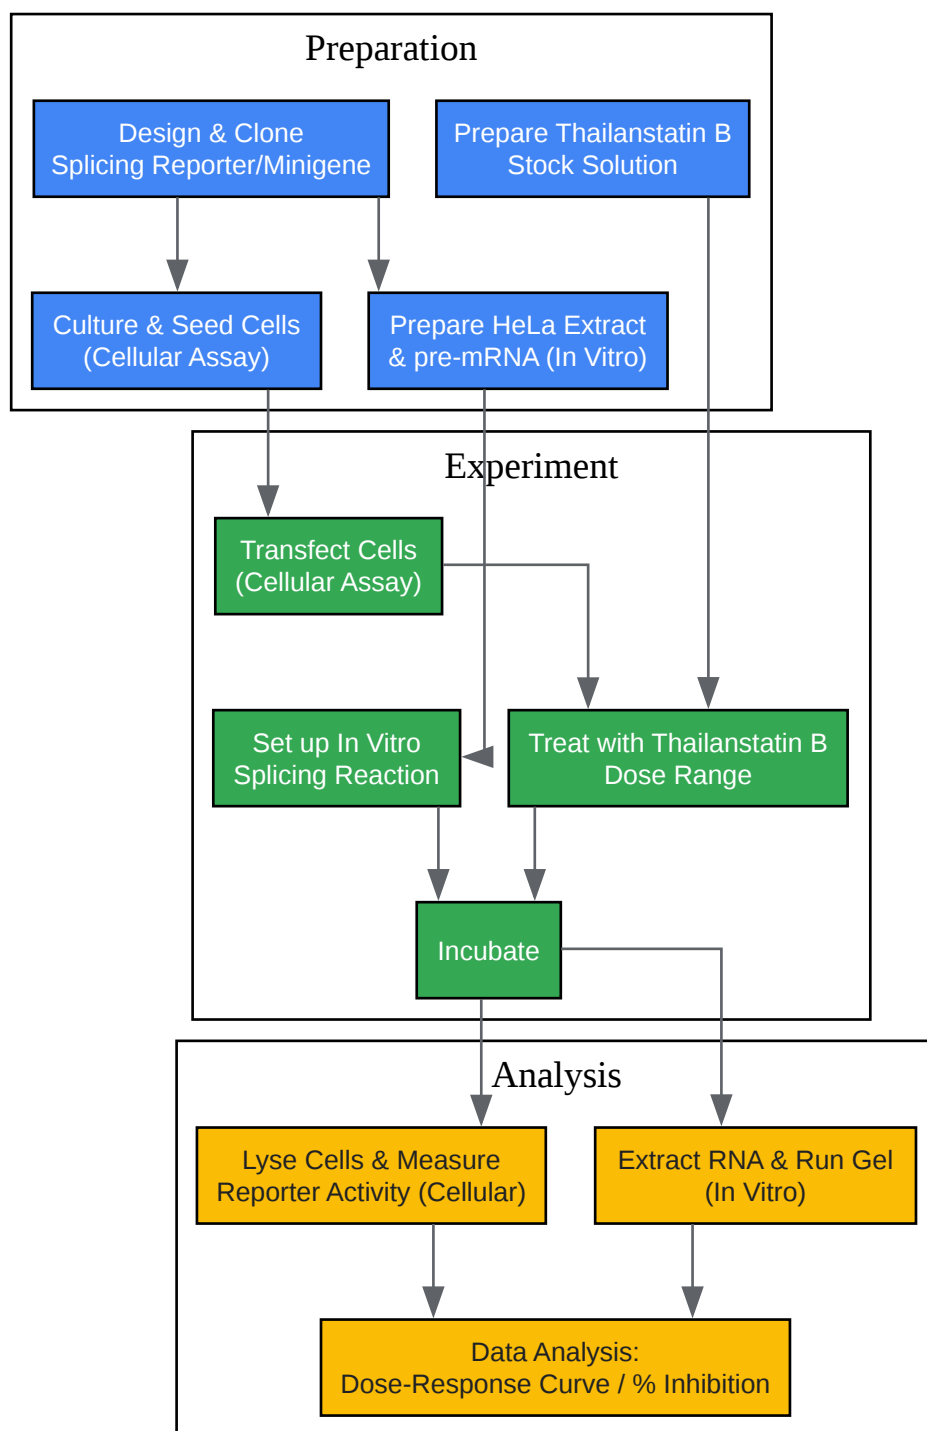 Preparation
Design & Clone
Splicing Reporter/Minigene
Prepare Thailanstatin B
Stock Solution
Culture & Seed Cells
(Cellular Assay)
Prepare HeLa Extract
& pre-mRNA (In Vitro)
Experiment
Transfect Cells
(Cellular Assay)
Set up In Vitro
Splicing Reaction
Treat with Thailanstatin B
Dose Range
Incubate
Analysis
Lyse Cells & Measure
Reporter Activity (Cellular)
Extract RNA & Run Gel
(In Vitro)
Data Analysis:
Dose-Response Curve / % Inhibition